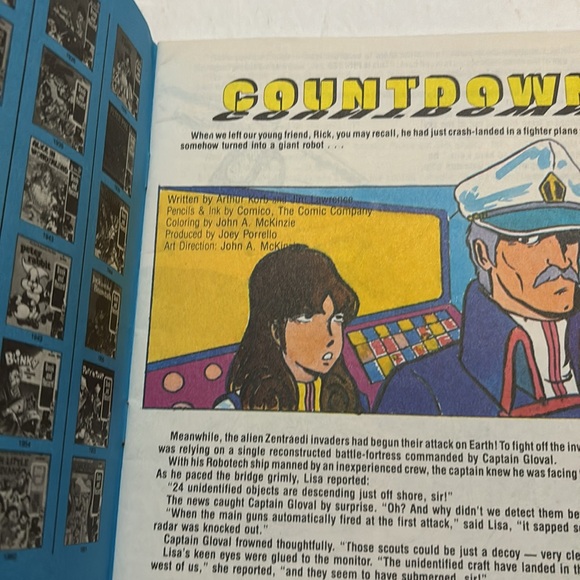 COUNTDOWN
When we left our young friend, Rick, you may recall, he had just crash-landed in a fighter plane
somehow turned into a giant robot . . .
Written by Arthur Korb and Jim Lawrence
Pencils & Ink by Comico, The Comic Company
Coloring by John A. McKinzie
Produced by Joey Porrello
Art Direction: John A. McKinzie
Meanwhile, the alien Zentraedi invaders had begun their attack on Earth! To fight off the
was relying on a single reconstructed battle-fortress commanded by Captain Gloval.
With his Robotech ship manned by an inexperienced crew, the captain knew he was facing
As he paced the bridge grimly, Lisa reported:
"24 unidentified objects are descending just off shore, sir!"
The news caught Captain Gloval by surprise. "Oh? And why didn't we detect them
"When the main guns automatically fired at the first attack," said Lisa, "it sapped
radar was knocked out."
Captain Gloval frowned thoughtfully. "Those scouts could be just a decoy — very
Lisa's keen eyes were glued to the monitor. "The unidentified craft have landed in
west of us," she reported, "and they seem to have submerged, sir!"